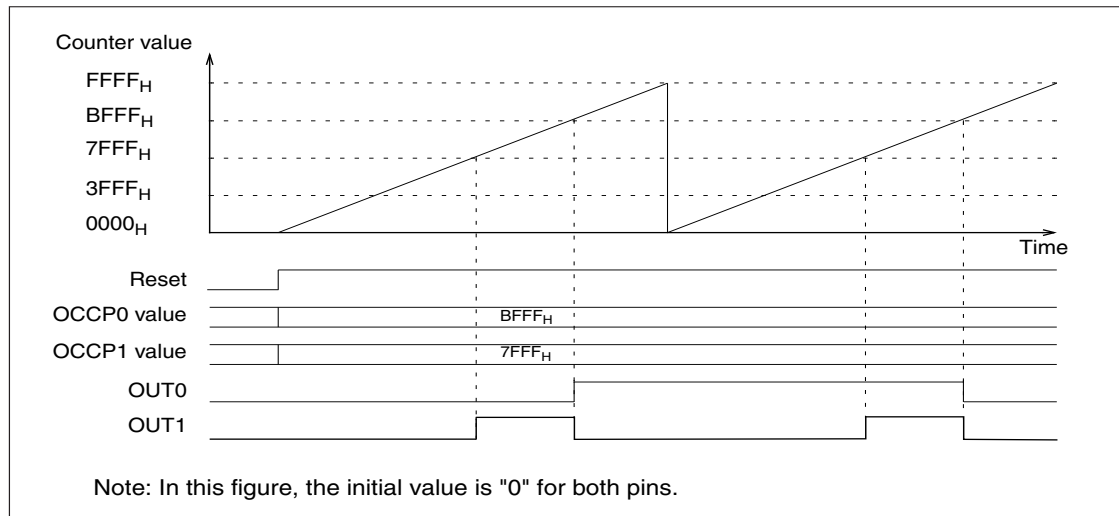 Counter value
FFFFH
BFFFH
7FFFH
3FFFH
0000H
Time
Reset
OCCP0 value
BFFFH
OCCP1 value
7FFFH
OUT0
OUT1
Note: In this figure, the initial value is "0" for both pins.